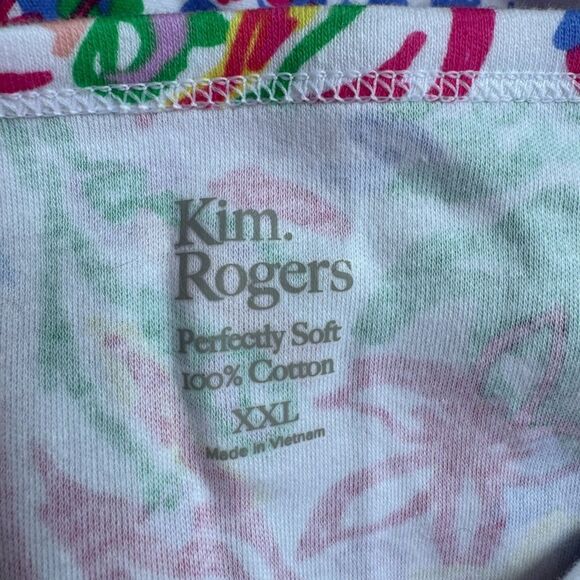 Kim.
Rogers
Perfectly Soft
100% Cotton
XXL
Made in Vietnam